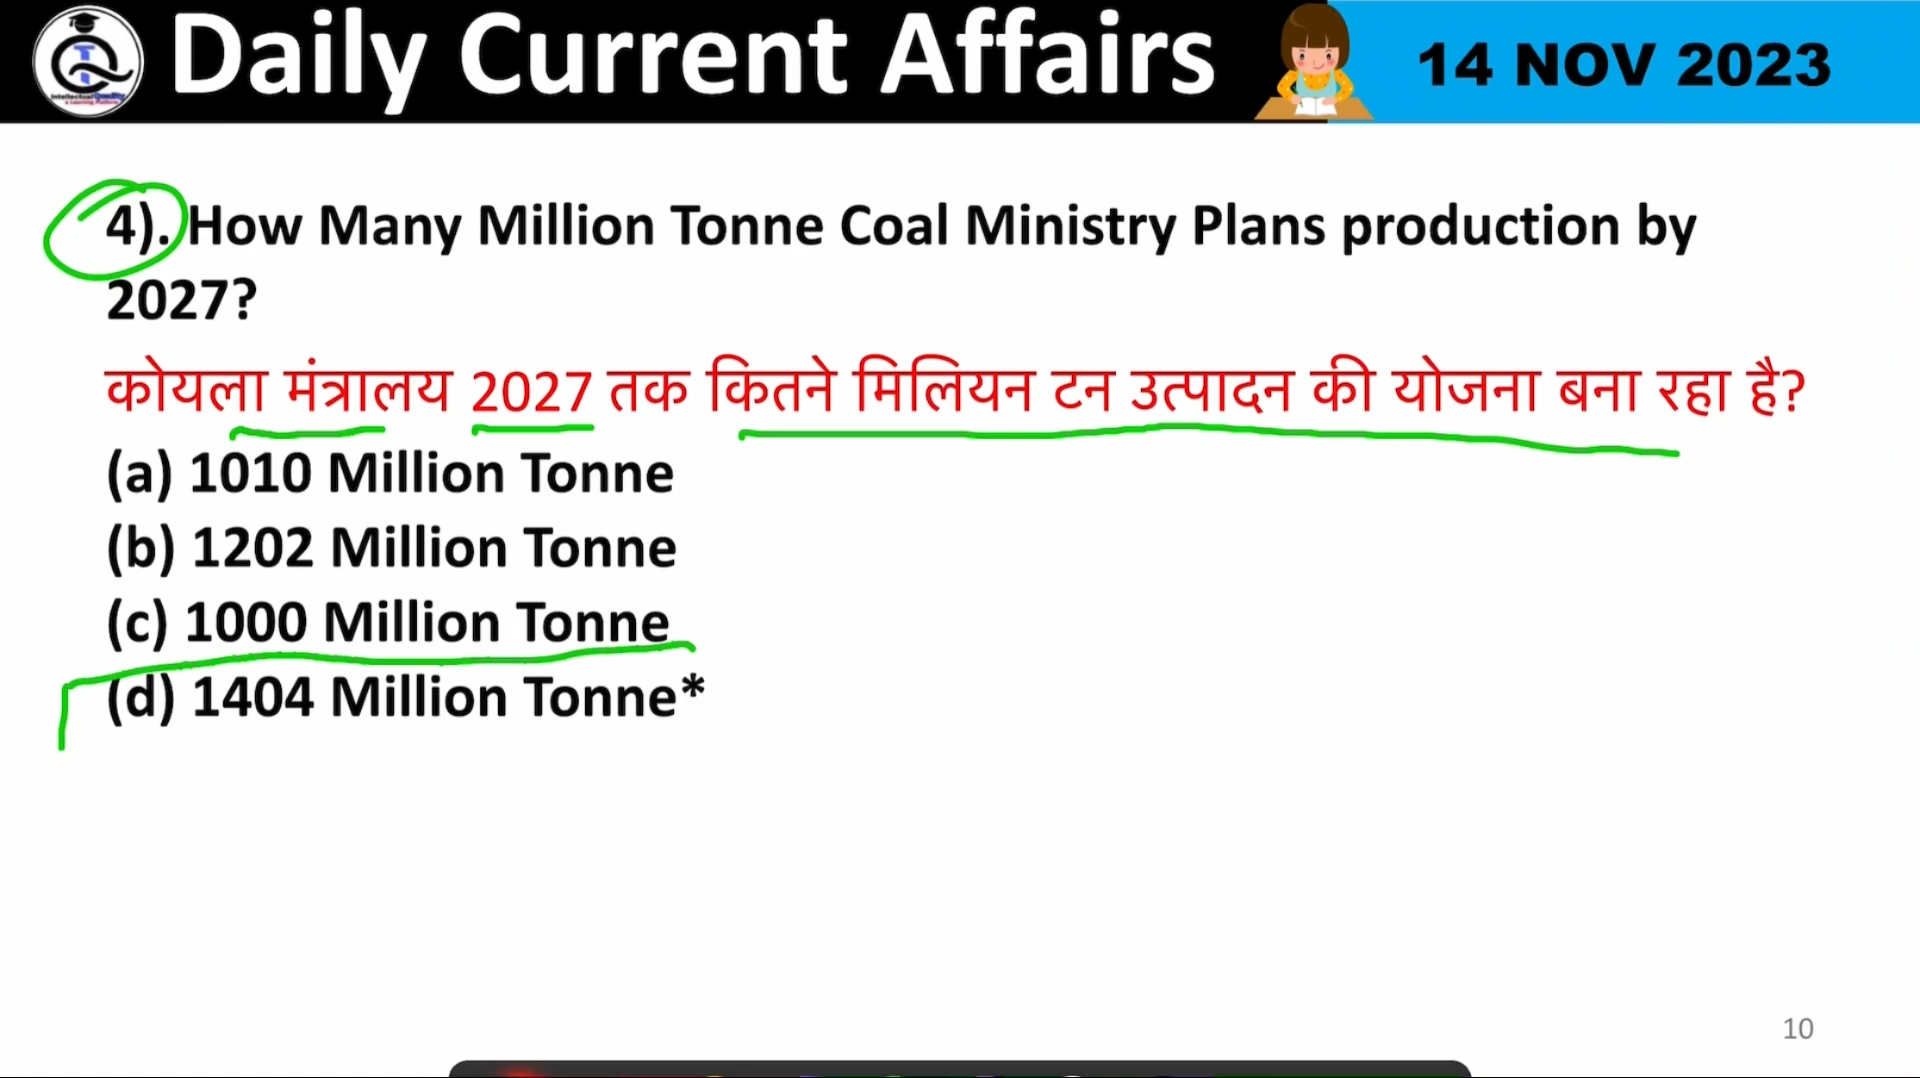 Daily Current Affairs
14 NOV 2023
4). How Many Million Tonne Coal Ministry Plans production by
2027?
कोयला मंत्रालय 2027 तक कितने मिलियन टन उत्पादन की योजना बना रहा है?
(a) 1010 Million Tonne
(b) 1202 Million Tonne
(c) 1000 Million Tonne
(d) 1404 Million Tonne*
10